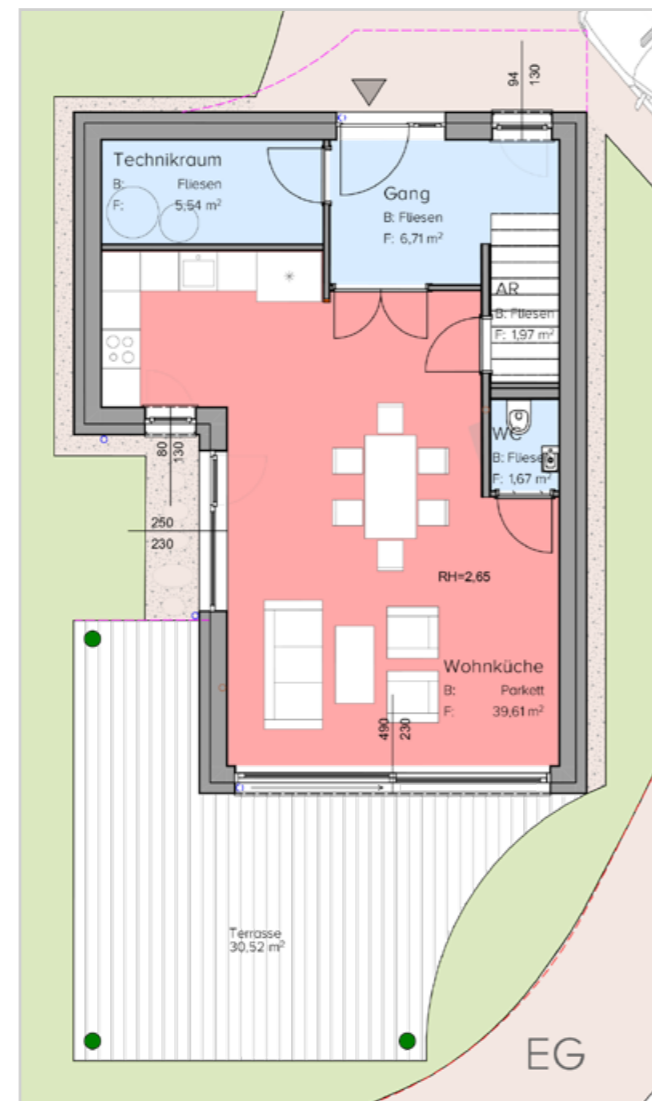 94
130
Technikraum
B: Fliesen
F: 5,54 m²
Gang
B: Fliesen
F: 6,71 m²
AR
B: Fliesen
F: 1,97 m²
WC
B: Fliese
F: 1,67 m²
80
130
250
230
RH=2,65
Wohnküche
B: Parkett
F: 39,61 m²
490
230
Terrasse
30,52 m²
EG